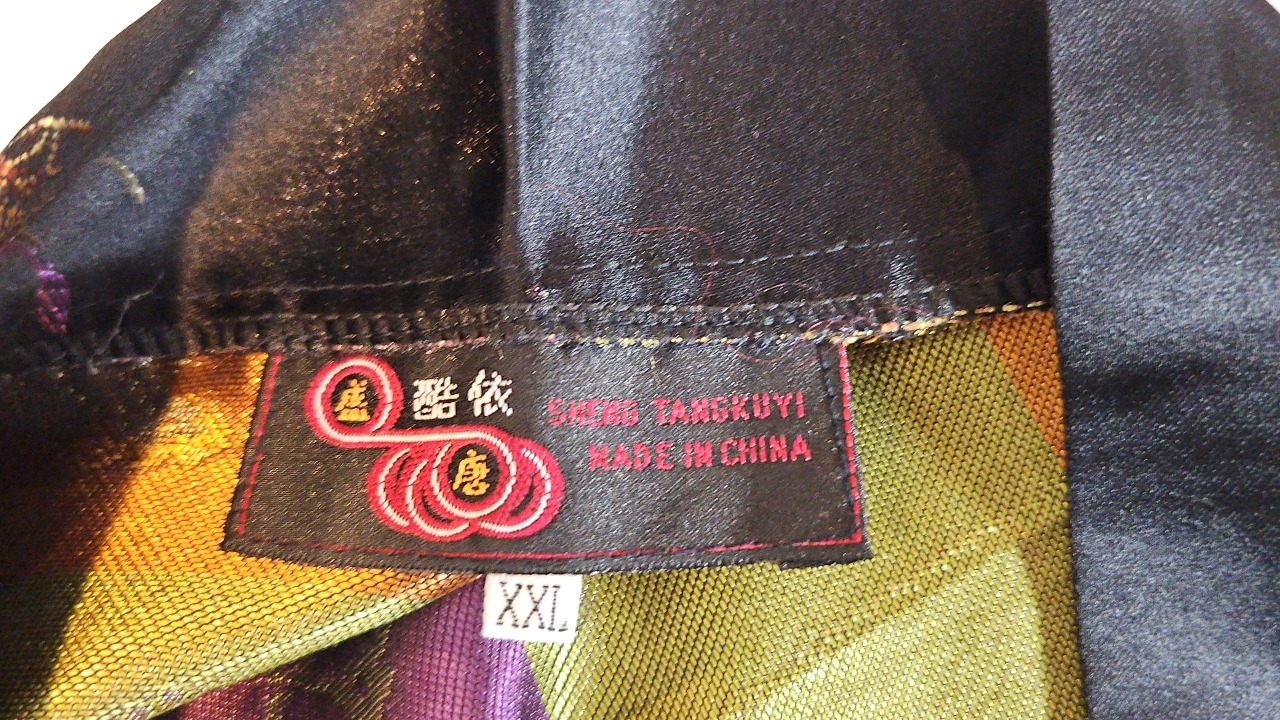 盛
酷依
唐
SHENG TANGKUYI
MADE IN CHINA
XXL